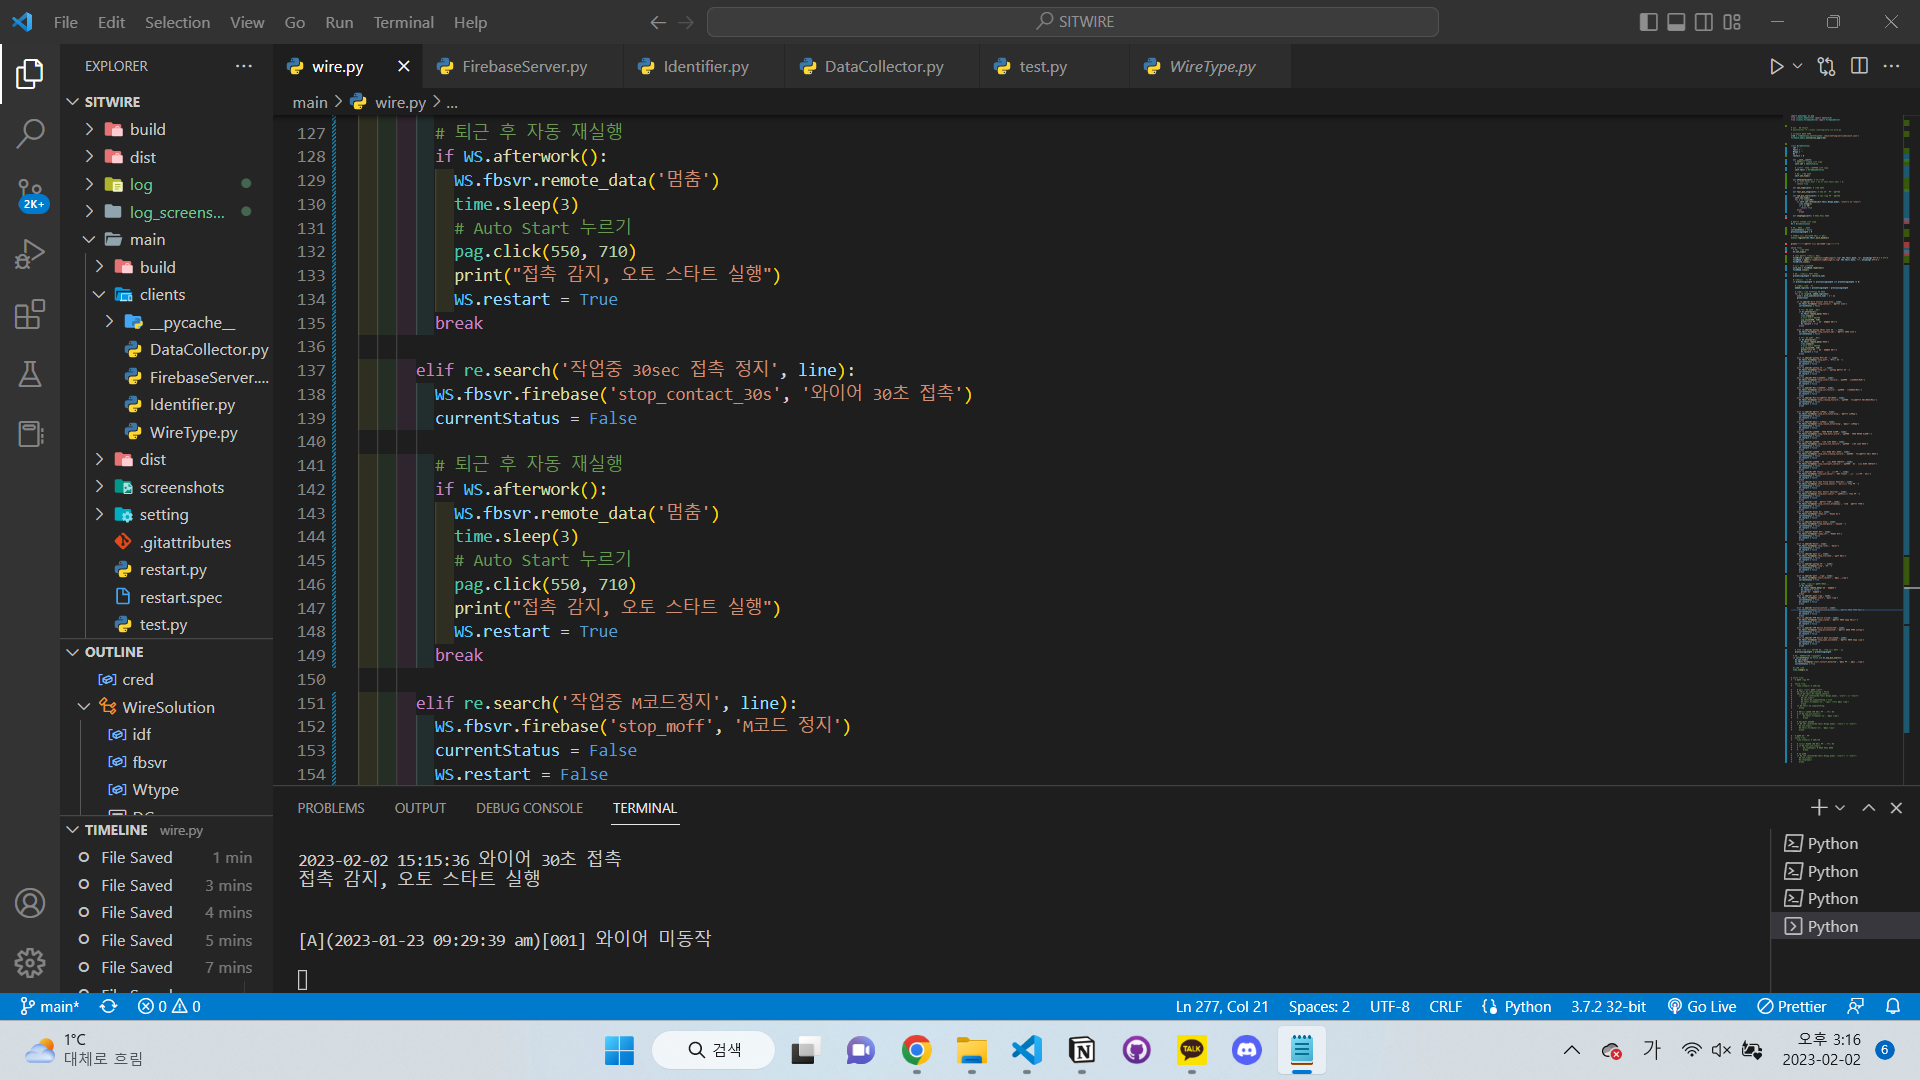 File Edit Selection View Go Run Terminal Help
SITWIRE
EXPLORER
SITWIRE
build
dist
log
log_screens...
main
build
clients
__pycache__
DataCollector.py
FirebaseServer....
Identifier.py
WireType.py
dist
screenshots
setting
.gitattributes
restart.py
restart.spec
test.py
OUTLINE
cred
WireSolution
idf
fbsvr
Wtype
TIMELINE wire.py
File Saved 1 min
File Saved 3 mins
File Saved 4 mins
File Saved 5 mins
File Saved 7 mins
2K+
wire.py FirebaseServer.py Identifier.py DataCollector.py test.py WireType.py
main > wire.py > ...
127 # 퇴근 후 자동 재실행
128 if WS.afterwork():
129 WS.fbsvr.remote_data('멈춤')
130 time.sleep(3)
131 # Auto Start 누르기
132 pag.click(550, 710)
133 print("접촉 감지, 오토 스타트 실행")
134 WS.restart = True
135 break
136
137 elif re.search('작업중 30sec 접촉 정지', line):
138 WS.fbsvr.firebase('stop_contact_30s', '와이어 30초 접촉')
139 currentStatus = False
140
141 # 퇴근 후 자동 재실행
142 if WS.afterwork():
143 WS.fbsvr.remote_data('멈춤')
144 time.sleep(3)
145 # Auto Start 누르기
146 pag.click(550, 710)
147 print("접촉 감지, 오토 스타트 실행")
148 WS.restart = True
149 break
150
151 elif re.search('작업중 M코드정지', line):
152 WS.fbsvr.firebase('stop_moff', 'M코드 정지')
153 currentStatus = False
154 WS.restart = False
PROBLEMS OUTPUT DEBUG CONSOLE TERMINAL
2023-02-02 15:15:36 와이어 30초 접촉
접촉 감지, 오토 스타트 실행
[A](2023-01-23 09:29:39 am)[001] 와이어 미동작
Python
Python
Python
Python
main* 0 0 Ln 277, Col 21 Spaces: 2 UTF-8 CRLF Python 3.7.2 32-bit Go Live Prettier
1°C
대체로 흐림
검색
TALK
가
오후 3:16
2023-02-02
6